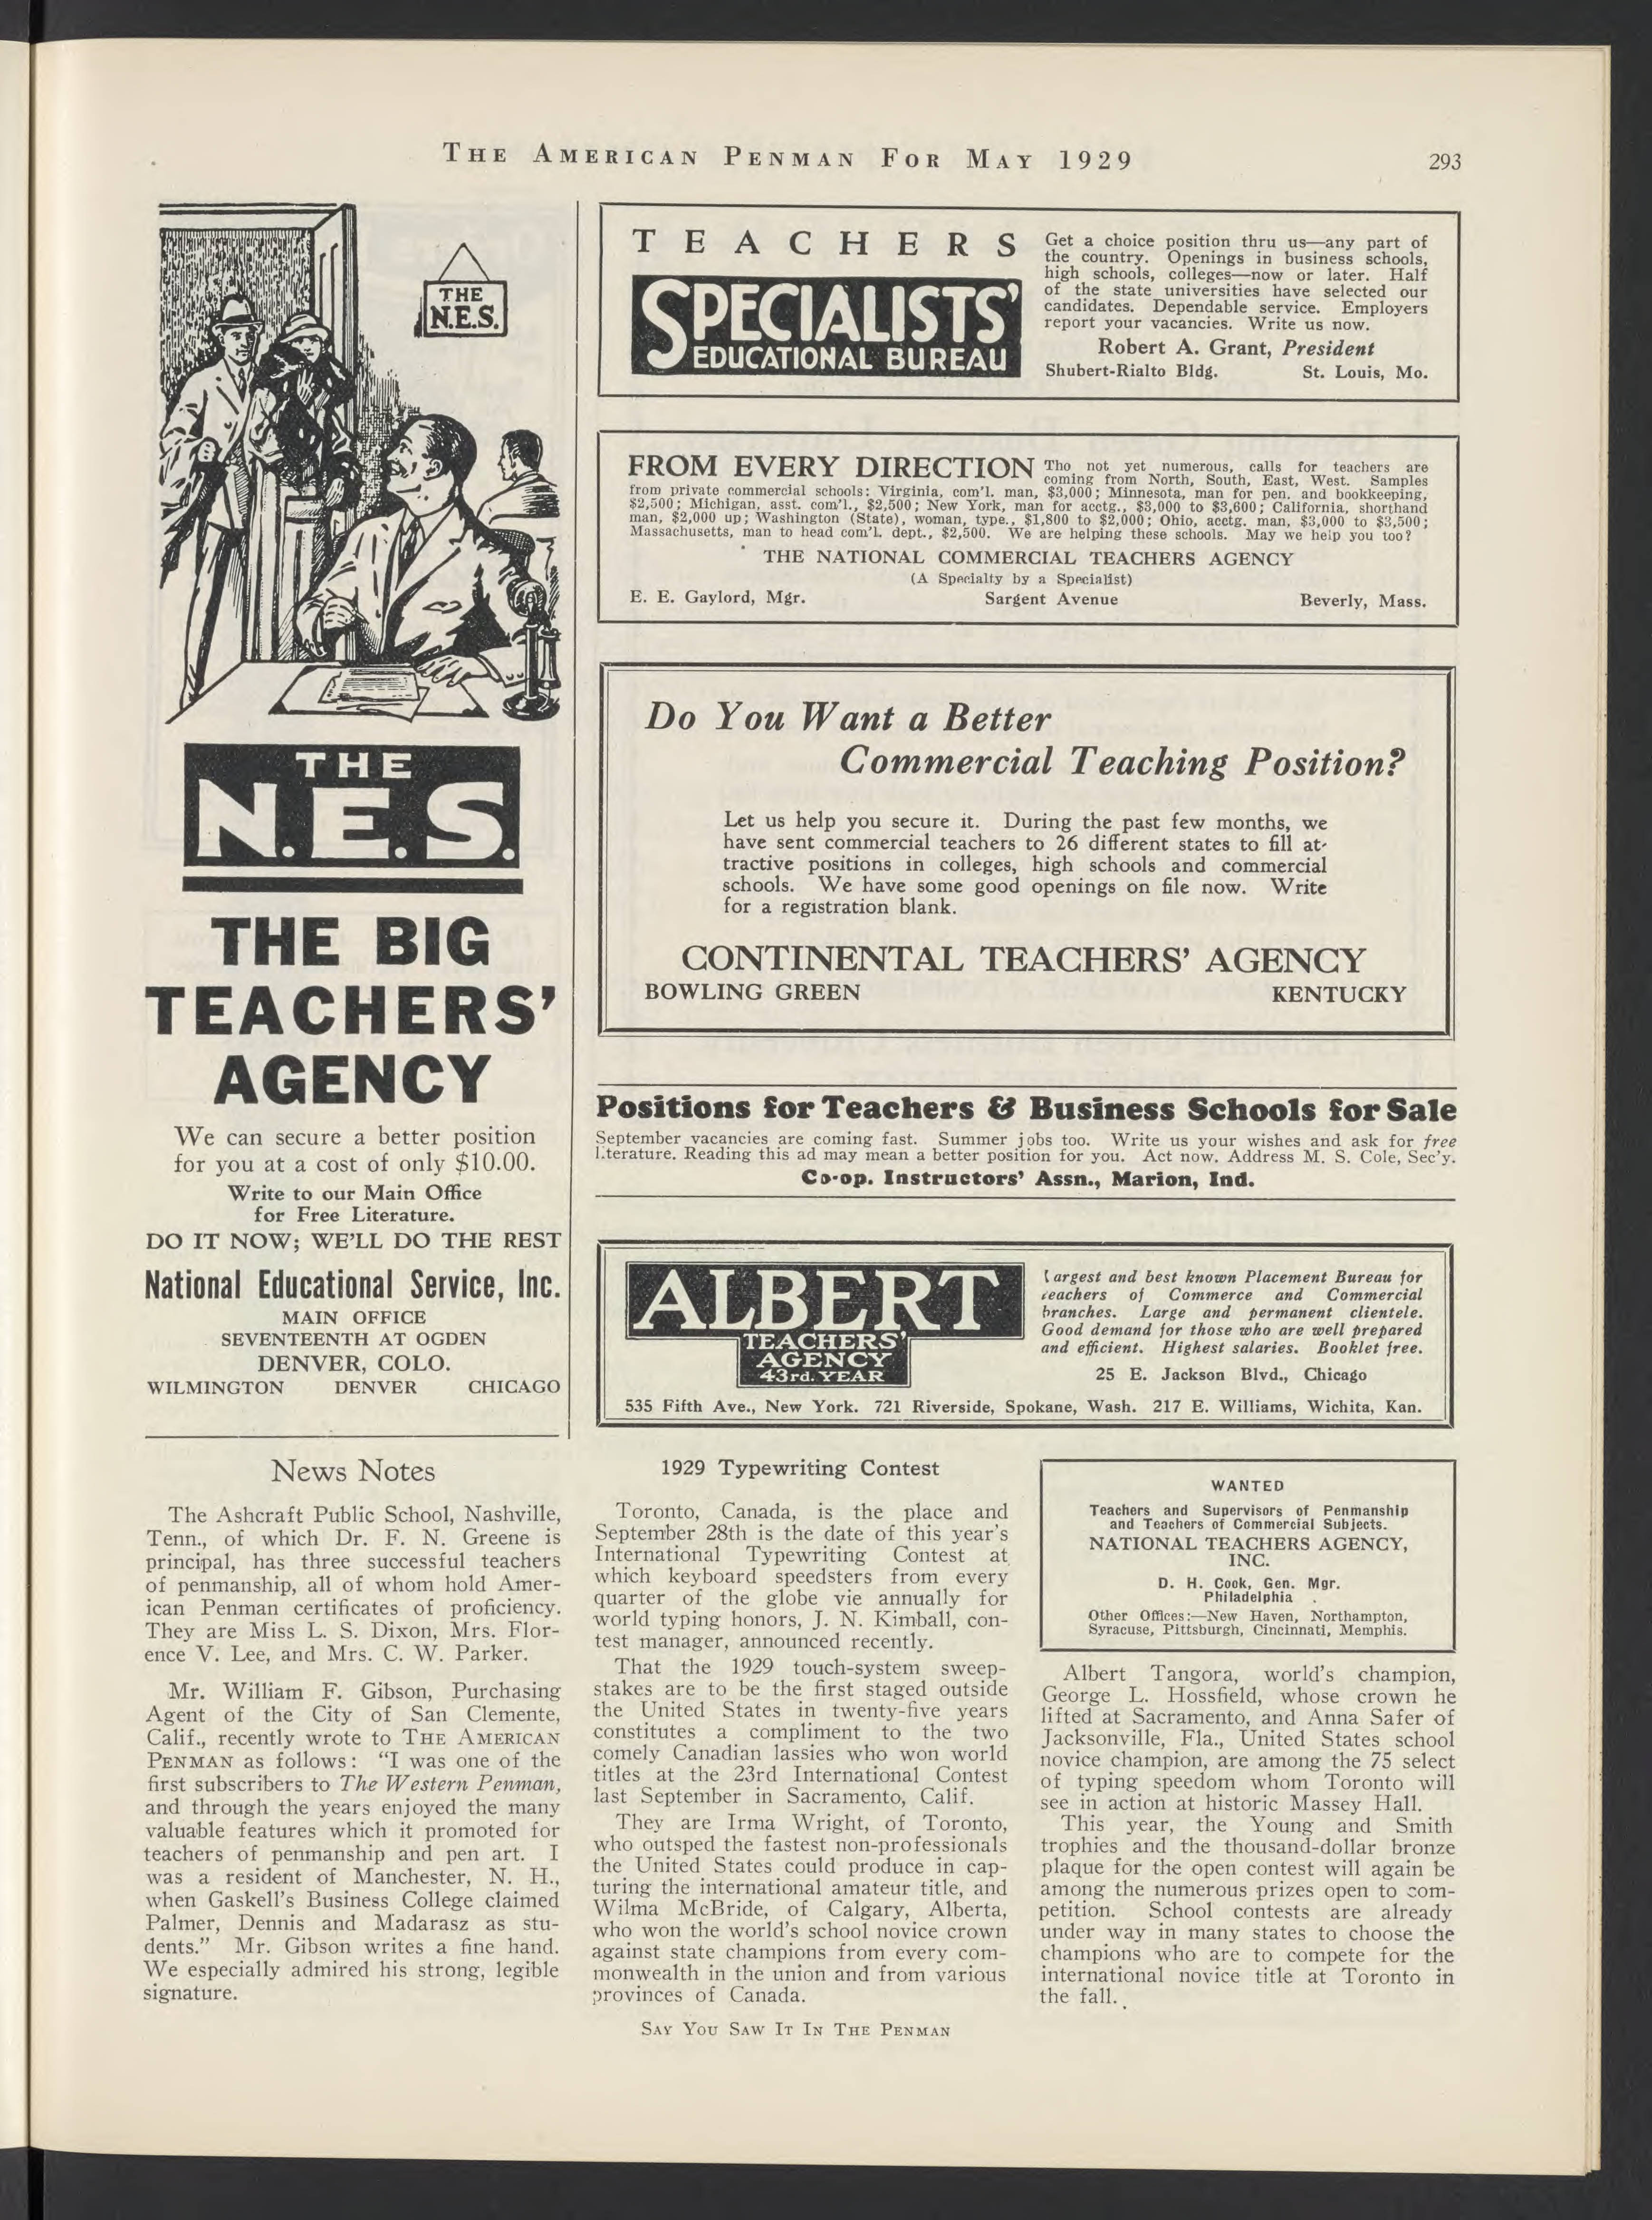 THE AMERICAN PENMAN FOR MAY 1929
293
THE
N.E.S.
THE
N.E.S.
THE BIG
TEACHERS'
AGENCY
We can secure a better position
for you at a cost of only $10.00.
Write to our Main Office
for Free Literature.
DO IT NOW; WE'LL DO THE REST
National Educational Service, Inc.
MAIN OFFICE
SEVENTEENTH AT OGDEN
DENVER, COLO.
WILMINGTON DENVER CHICAGO
TEACHERS
SPECIALISTS'
EDUCATIONAL BUREAU
Get a choice position thru us—any part of
the country. Openings in business schools,
high schools, colleges—now or later. Half
of the state universities have selected our
candidates. Dependable service. Employers
report your vacancies. Write us now.
Robert A. Grant, President
Shubert-Rialto Bldg. St. Louis, Mo.
FROM EVERY DIRECTION Tho not yet numerous, calls for teachers are
coming from North, South, East, West. Samples
from private commercial schools: Virginia, com'l. man, $3,000; Minnesota, man for pen. and bookkeeping,
$2,500; Michigan, asst. com'l., $2,500; New York, man for acctg., $3,000 to $3,600; California, shorthand
man, $2,000 up; Washington (State), woman, type., $1,800 to $2,000; Ohio, acctg. man, $3,000 to $3,500;
Massachusetts, man to head com'l. dept., $2,500. We are helping these schools. May we help you too?
THE NATIONAL COMMERCIAL TEACHERS AGENCY
(A Specialty by a Specialist)
E. E. Gaylord, Mgr. Sargent Avenue Beverly, Mass.
Do You Want a Better
Commercial Teaching Position?
Let us help you secure it. During the past few months, we
have sent commercial teachers to 26 different states to fill at-
tractive positions in colleges, high schools and commercial
schools. We have some good openings on file now. Write
for a registration blank.
CONTINENTAL TEACHERS' AGENCY
BOWLING GREEN KENTUCKY
Positions for Teachers & Business Schools for Sale
September vacancies are coming fast. Summer jobs too. Write us your wishes and ask for free
literature. Reading this ad may mean a better position for you. Act now. Address M. S. Cole, Sec'y.
Co-op. Instructors' Assn., Marion, Ind.
ALBERT
TEACHERS'
AGENCY
43rd. YEAR
Largest and best known Placement Bureau for
teachers of Commerce and Commercial
branches. Large and permanent clientele.
Good demand for those who are well prepared
and efficient. Highest salaries. Booklet free.
25 E. Jackson Blvd., Chicago
535 Fifth Ave., New York. 721 Riverside, Spokane, Wash. 217 E. Williams, Wichita, Kan.
News Notes
The Ashcraft Public School, Nashville,
Tenn., of which Dr. F. N. Greene is
principal, has three successful teachers
of penmanship, all of whom hold Amer-
ican Penman certificates of proficiency.
They are Miss L. S. Dixon, Mrs. Flor-
ence V. Lee, and Mrs. C. W. Parker.
Mr. William F. Gibson, Purchasing
Agent of the City of San Clemente,
Calif., recently wrote to THE AMERICAN
PENMAN as follows: "I was one of the
first subscribers to The Western Penman,
and through the years enjoyed the many
valuable features which it promoted for
teachers of penmanship and pen art. I
was a resident of Manchester, N. H.,
when Gaskell's Business College claimed
Palmer, Dennis and Madarasz as stu-
dents." Mr. Gibson writes a fine hand.
We especially admired his strong, legible
signature.
1929 Typewriting Contest
Toronto, Canada, is the place and
September 28th is the date of this year's
International Typewriting Contest at
which keyboard speedsters from every
quarter of the globe vie annually for
world typing honors, J. N. Kimball, con-
test manager, announced recently.
That the 1929 touch-system sweep-
stakes are to be the first staged outside
the United States in twenty-five years
constitutes a compliment to the two
comely Canadian lassies who won world
titles at the 23rd International Contest
last September in Sacramento, Calif.
They are Irma Wright, of Toronto,
who outsped the fastest non-professionals
the United States could produce in cap-
turing the international amateur title, and
Wilma McBride, of Calgary, Alberta,
who won the world's school novice crown
against state champions from every com-
monwealth in the union and from various
provinces of Canada.
WANTED
Teachers and Supervisors of Penmanship
and Teachers of Commercial Subjects.
NATIONAL TEACHERS AGENCY,
INC.
D. H. Cook, Gen. Mgr.
Philadelphia
Other Offices:—New Haven, Northampton,
Syracuse, Pittsburgh, Cincinnati, Memphis.
Albert Tangora, world's champion,
George L. Hossfield, whose crown he
lifted at Sacramento, and Anna Safer of
Jacksonville, Fla., United States school
novice champion, are among the 75 select
of typing speedom whom Toronto will
see in action at historic Massey Hall.
This year, the Young and Smith
trophies and the thousand-dollar bronze
plaque for the open contest will again be
among the numerous prizes open to com-
petition. School contests are already
under way in many states to choose the
champions who are to compete for the
international novice title at Toronto in
the fall.
SAY YOU SAW IT IN THE PENMAN